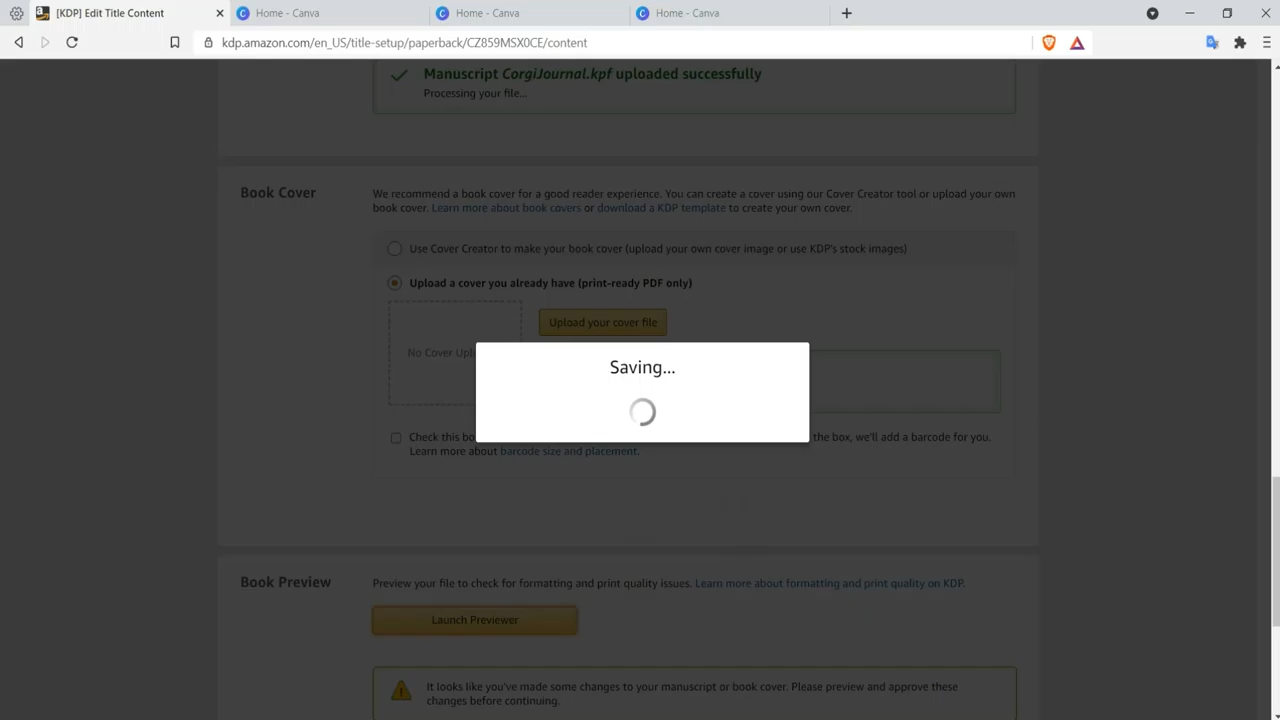 [KDP] Edit Title Content
Home - Canva
Home - Canva
Home - Canva
kdp.amazon.com/en_US/title-setup/paperback/CZ859MSX0CE/content
Manuscript CorgiJournal.kpf uploaded successfully
Processing your file...
Book Cover
We recommend a book cover for a good reader experience. You can create a cover using our Cover Creator tool or upload your own
book cover. Learn more about book covers or download a KDP template to create your own cover.
Use Cover Creator to make your book cover (upload your own cover image or use KDP's stock images)
Upload a cover you already have (print-ready PDF only)
Upload your cover file
No Cover Upl
Saving...
Check this bo the box, we'll add a barcode for you.
Learn more about barcode size and placement.
Book Preview
Preview your file to check for formatting and print quality issues. Learn more about formatting and print quality on KDP.
Launch Previewer
It looks like you've made some changes to your manuscript or book cover. Please preview and approve these
changes before continuing.